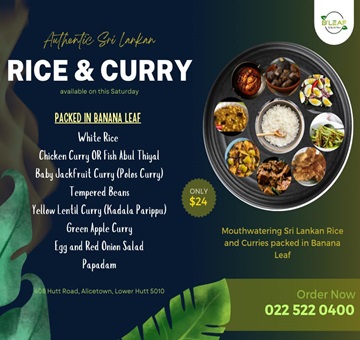 Authentic Sri Lankan
RICE & CURRY
available on this Saturday
PACKED IN BANANA LEAF
White Rice
Chicken Curry OR Fish Abul Thiyal
Baby Jackfruit Curry (Polos Curry)
Tempered Beans
Yellow Lentil Curry (Kadala Parippu)
Green Apple Curry
Egg and Red Onion Salad
Papadam
408 Hutt Road, Alicetown, Lower Hutt 5010
ONLY
$24
B'LEAF
Mouthwatering Sri Lankan Rice
and Curries packed in Banana
Leaf
Order Now
022 522 0400